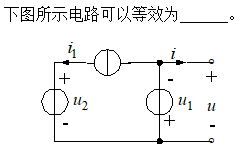 下图所示电路可以等效为______。
i₁ i
+ - +
u₂ u₁ u
- + -